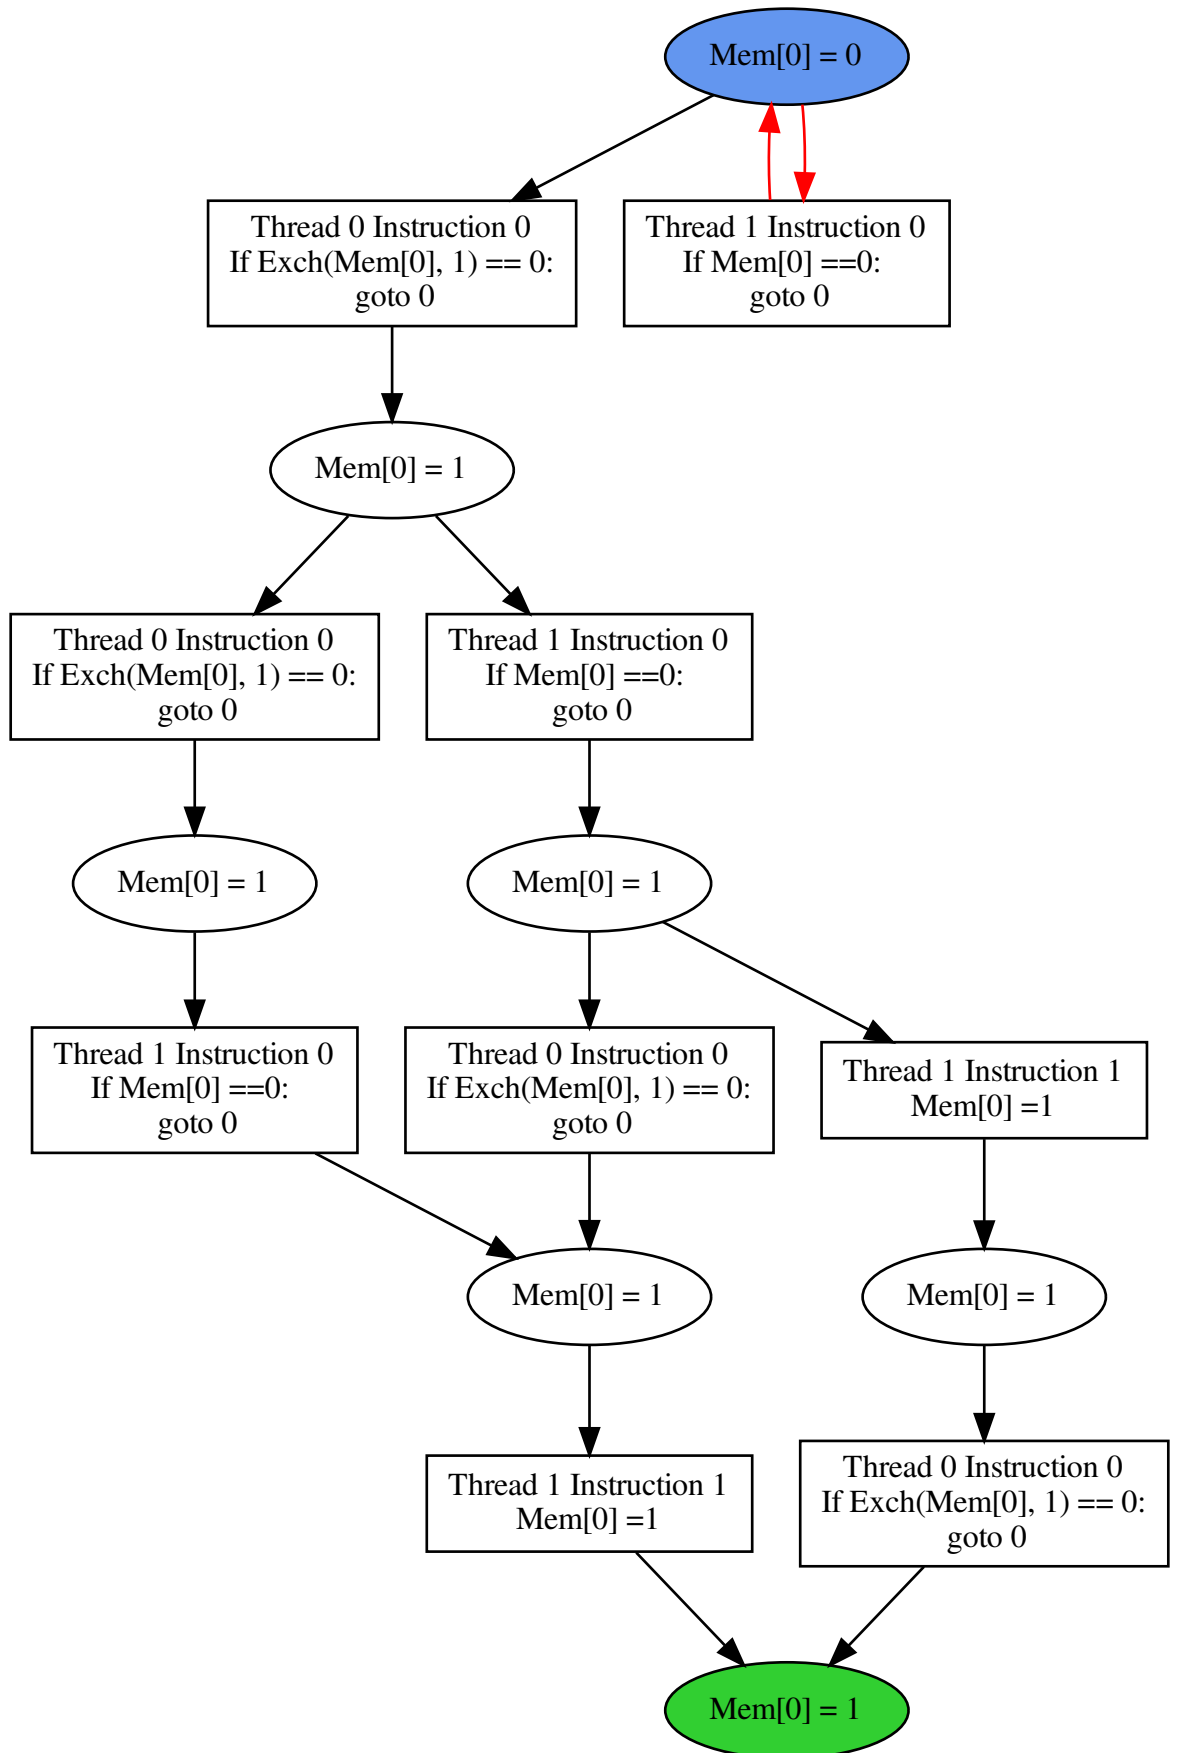 Mem[0] = 0
Thread 0 Instruction 0
If Exch(Mem[0], 1) == 0:
goto 0
Thread 1 Instruction 0
If Mem[0] ==0:
goto 0
Mem[0] = 1
Thread 0 Instruction 0
If Exch(Mem[0], 1) == 0:
goto 0
Thread 1 Instruction 0
If Mem[0] ==0:
goto 0
Mem[0] = 1
Mem[0] = 1
Thread 1 Instruction 0
If Mem[0] ==0:
goto 0
Thread 0 Instruction 0
If Exch(Mem[0], 1) == 0:
goto 0
Thread 1 Instruction 1
Mem[0] =1
Mem[0] = 1
Mem[0] = 1
Thread 1 Instruction 1
Mem[0] =1
Thread 0 Instruction 0
If Exch(Mem[0], 1) == 0:
goto 0
Mem[0] = 1